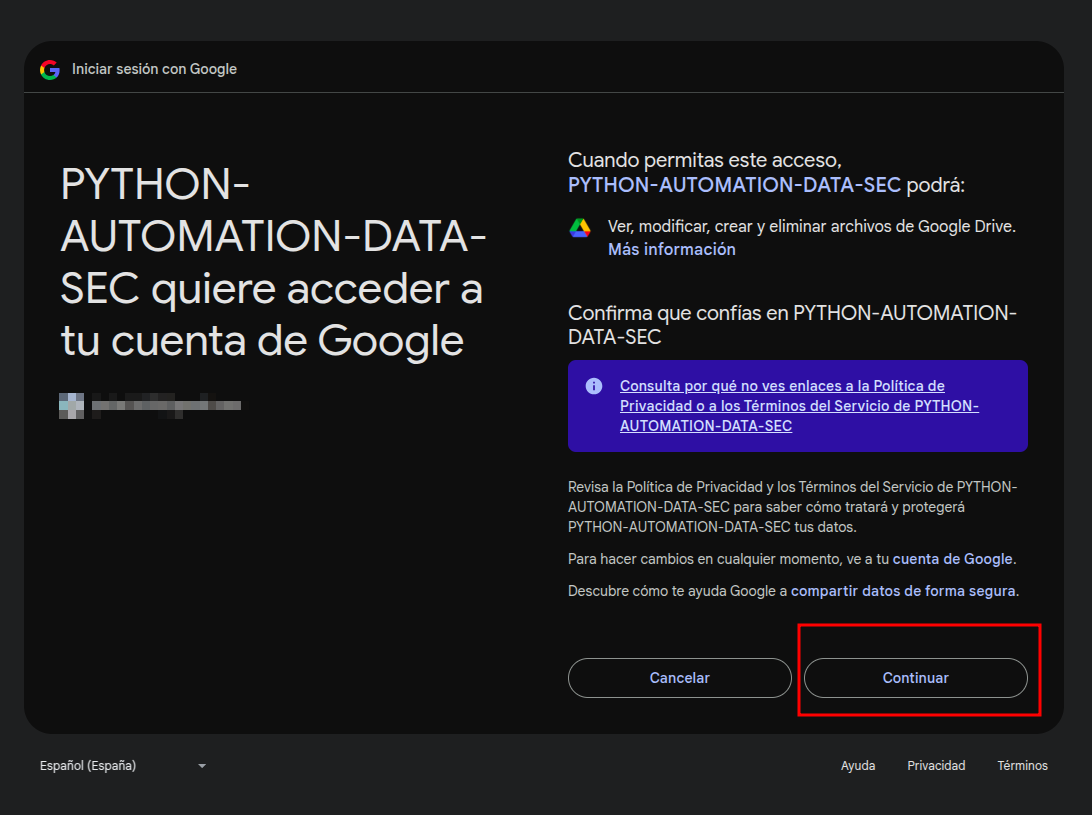 Iniciar sesión con Google
PYTHON-
AUTOMATION-DATA-
SEC quiere acceder a
tu cuenta de Google
Cuando permitas este acceso,
PYTHON-AUTOMATION-DATA-SEC podrá:
Ver, modificar, crear y eliminar archivos de Google Drive.
Más información
Confirma que confías en PYTHON-AUTOMATION-
DATA-SEC
Consulta por qué no ves enlaces a la Política de
Privacidad o a los Términos del Servicio de PYTHON-
AUTOMATION-DATA-SEC
Revisa la Política de Privacidad y los Términos del Servicio de PYTHON-
AUTOMATION-DATA-SEC para saber cómo tratará y protegerá
PYTHON-AUTOMATION-DATA-SEC tus datos.
Para hacer cambios en cualquier momento, ve a tu cuenta de Google.
Descubre cómo te ayuda Google a compartir datos de forma segura.
Cancelar
Continuar
Español (España)
Ayuda
Privacidad
Términos